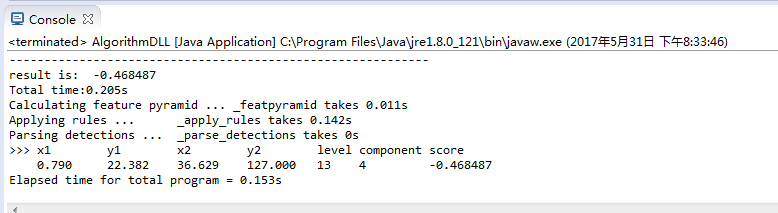 Console
<terminated> AlgorithmDLL [Java Application] C:\Program Files\Java\jre1.8.0_121\bin\javaw.exe (2017年5月31日 下午8:33:46)
------------------------------------------------------------
result is:  -0.468487
Total time:0.205s
Calculating feature pyramid ... _featpyramid takes 0.011s
Applying rules ...      _apply_rules takes 0.142s
Parsing detections ...  _parse_detections takes 0s
>>> x1      y1      x2      y2      level component score
    0.790   22.382  36.629  127.000 13    4         -0.468487
Elapsed time for total program = 0.153s